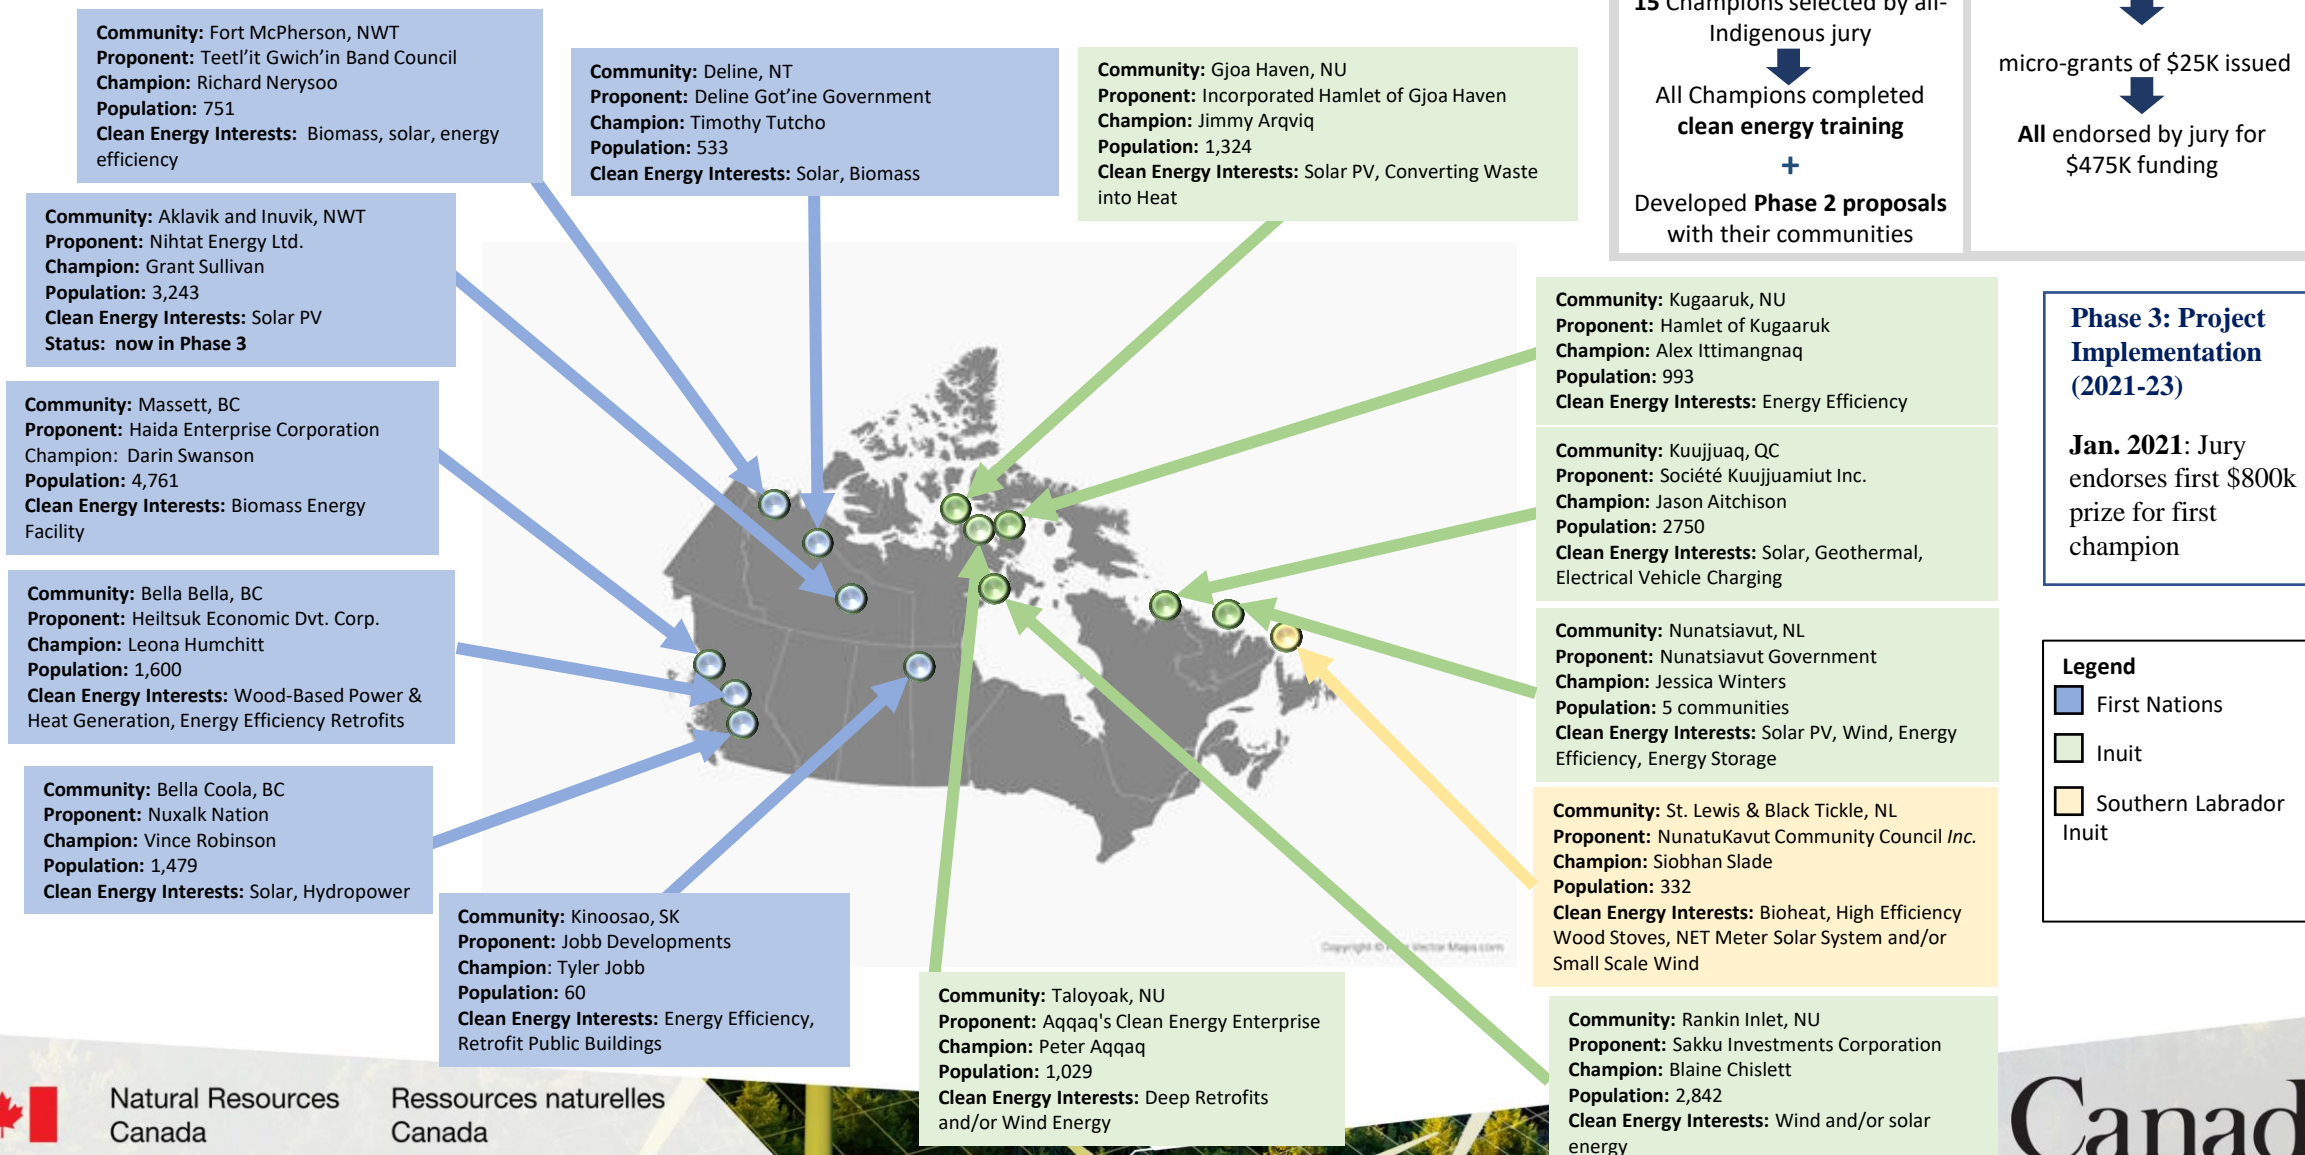 Community: Fort McPherson, NWT
Proponent: Teetl'it Gwich'in Band Council
Champion: Richard Nerysoo
Population: 751
Clean Energy Interests: Biomass, solar, energy
efficiency
Community: Deline, NT
Proponent: Deline Got'ine Government
Champion: Timothy Tutcho
Population: 533
Clean Energy Interests: Solar, Biomass
Community: Gjoa Haven, NU
Proponent: Incorporated Hamlet of Gjoa Haven
Champion: Jimmy Arqviq
Population: 1,324
Clean Energy Interests: Solar PV, Converting Waste
into Heat
15 Champions selected by all-
Indigenous jury
All Champions completed
clean energy training
+
Developed Phase 2 proposals
with their communities
micro-grants of $25K issued
All endorsed by jury for
$475K funding
Community: Aklavik and Inuvik, NWT
Proponent: Nihtat Energy Ltd.
Champion: Grant Sullivan
Population: 3,243
Clean Energy Interests: Solar PV
Status: now in Phase 3
Community: Massett, BC
Proponent: Haida Enterprise Corporation
Champion: Darin Swanson
Population: 4,761
Clean Energy Interests: Biomass Energy
Facility
Community: Bella Bella, BC
Proponent: Heiltsuk Economic Dvt. Corp.
Champion: Leona Humchitt
Population: 1,600
Clean Energy Interests: Wood-Based Power &
Heat Generation, Energy Efficiency Retrofits
Community: Bella Coola, BC
Proponent: Nuxalk Nation
Champion: Vince Robinson
Population: 1,479
Clean Energy Interests: Solar, Hydropower
Community: Kinoosao, SK
Proponent: Jobb Developments
Champion: Tyler Jobb
Population: 60
Clean Energy Interests: Energy Efficiency,
Retrofit Public Buildings
Community: Taloyoak, NU
Proponent: Aqqaq's Clean Energy Enterprise
Champion: Peter Aqqaq
Population: 1,029
Clean Energy Interests: Deep Retrofits
and/or Wind Energy
Community: Kugaaruk, NU
Proponent: Hamlet of Kugaaruk
Champion: Alex Ittimangnaq
Population: 993
Clean Energy Interests: Energy Efficiency
Community: Kuujjuaq, QC
Proponent: Société Kuujjuamiut Inc.
Champion: Jason Aitchison
Population: 2750
Clean Energy Interests: Solar, Geothermal,
Electrical Vehicle Charging
Community: Nunatsiavut, NL
Proponent: Nunatsiavut Government
Champion: Jessica Winters
Population: 5 communities
Clean Energy Interests: Solar PV, Wind, Energy
Efficiency, Energy Storage
Community: St. Lewis & Black Tickle, NL
Proponent: NunatuKavut Community Council Inc.
Champion: Siobhan Slade
Population: 332
Clean Energy Interests: Bioheat, High Efficiency
Wood Stoves, NET Meter Solar System and/or
Small Scale Wind
Community: Rankin Inlet, NU
Proponent: Sakku Investments Corporation
Champion: Blaine Chislett
Population: 2,842
Clean Energy Interests: Wind and/or solar
energy
Phase 3: Project
Implementation
(2021-23)
Jan. 2021: Jury
endorses first $800k
prize for first
champion
Legend
First Nations
Inuit
Southern Labrador
Inuit
Copyright © Vector Maps.com
Natural Resources
Canada
Ressources naturelles
Canada
Canad